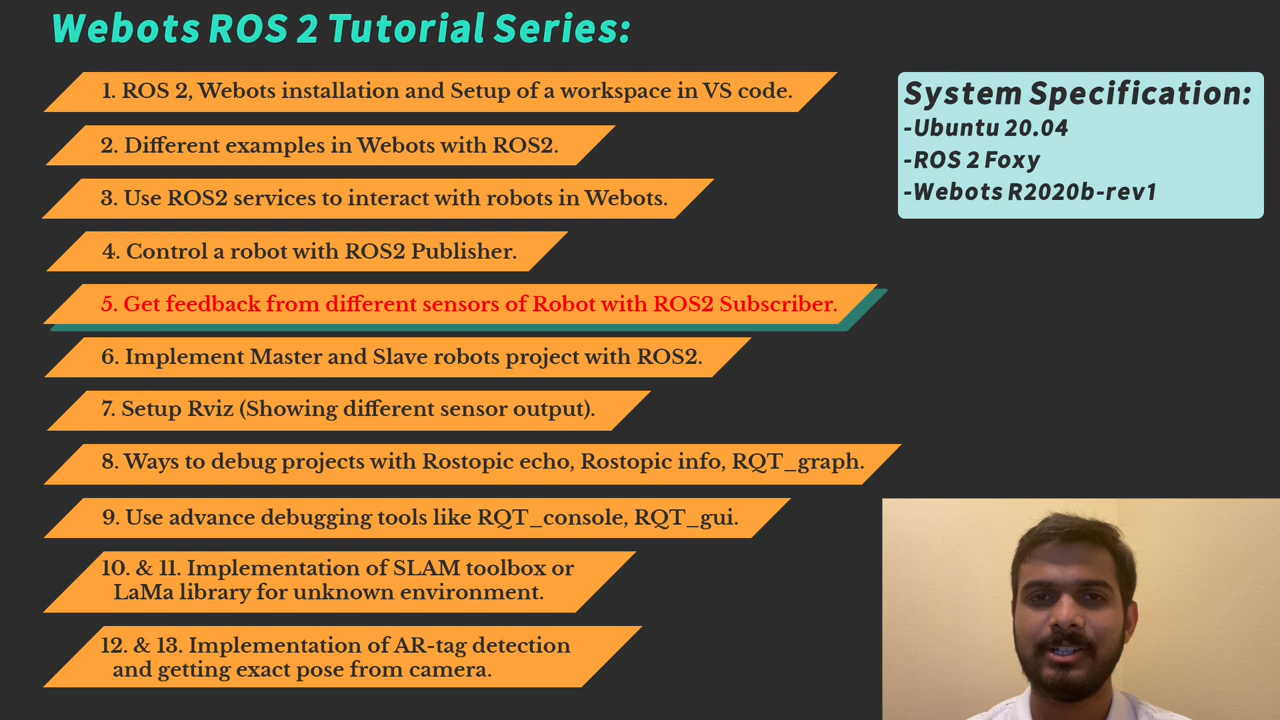 Webots ROS 2 Tutorial Series:
1. ROS 2, Webots installation and Setup of a workspace in VS code.
2. Different examples in Webots with ROS2.
3. Use ROS2 services to interact with robots in Webots.
4. Control a robot with ROS2 Publisher.
5. Get feedback from different sensors of Robot with ROS2 Subscriber.
6. Implement Master and Slave robots project with ROS2.
7. Setup Rviz (Showing different sensor output).
8. Ways to debug projects with Rostopic echo, Rostopic info, RQT_graph.
9. Use advance debugging tools like RQT_console, RQT_gui.
10. & 11. Implementation of SLAM toolbox or
LaMa library for unknown environment.
12. & 13. Implementation of AR-tag detection
and getting exact pose from camera.
System Specification:
-Ubuntu 20.04
-ROS 2 Foxy
-Webots R2020b-rev1